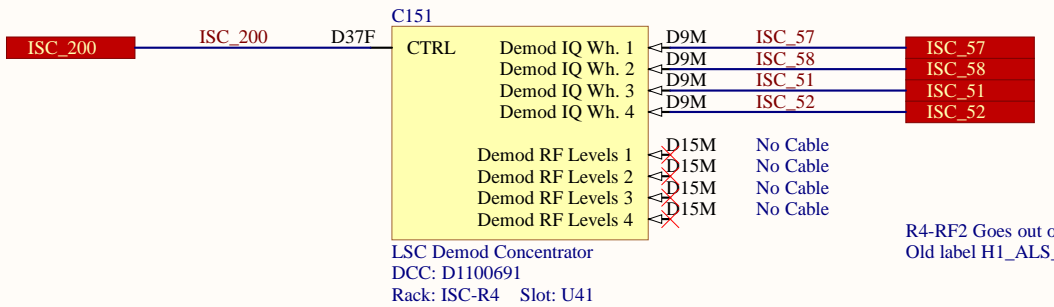 C151
ISC_200 ISC_200 D37F CTRL Demod IQ Wh. 1 D9M ISC_57 ISC_57
Demod IQ Wh. 2 D9M ISC_58 ISC_58
Demod IQ Wh. 3 D9M ISC_51 ISC_51
Demod IQ Wh. 4 D9M ISC_52 ISC_52
Demod RF Levels 1 D15M No Cable
Demod RF Levels 2 D15M No Cable
Demod RF Levels 3 D15M No Cable
Demod RF Levels 4 D15M No Cable
R4-RF2 Goes out
LSC Demod Concentrator
Old label H1_ALS_
DCC: D1100691
Rack: ISC-R4 Slot: U41